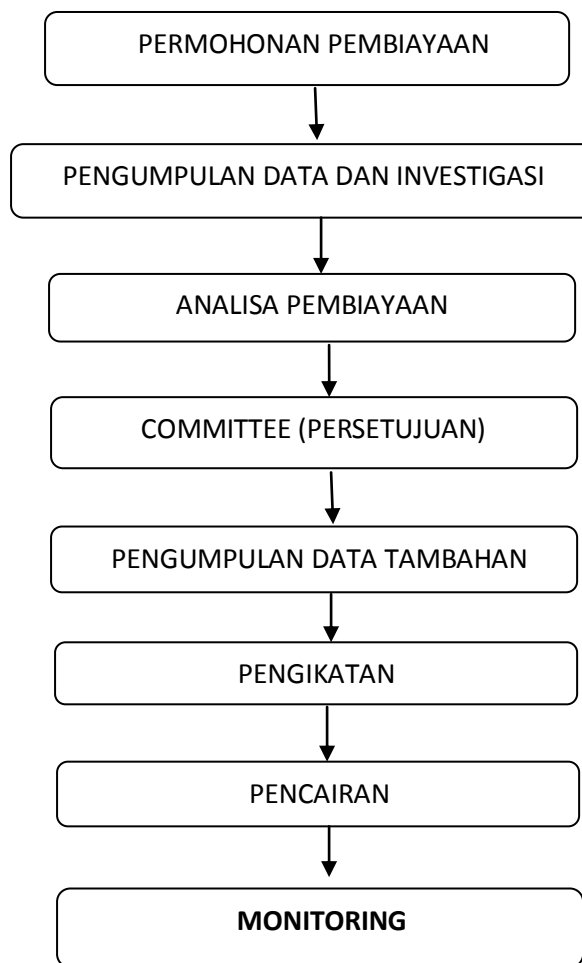 PERMOHONAN PEMBIAYAAN
PENGUMPULAN DATA DAN INVESTIGASI
ANALISA PEMBIAYAAN
COMMITTEE (PERSETUJUAN)
PENGUMPULAN DATA TAMBAHAN
PENGIKATAN
PENCAIRAN
MONITORING